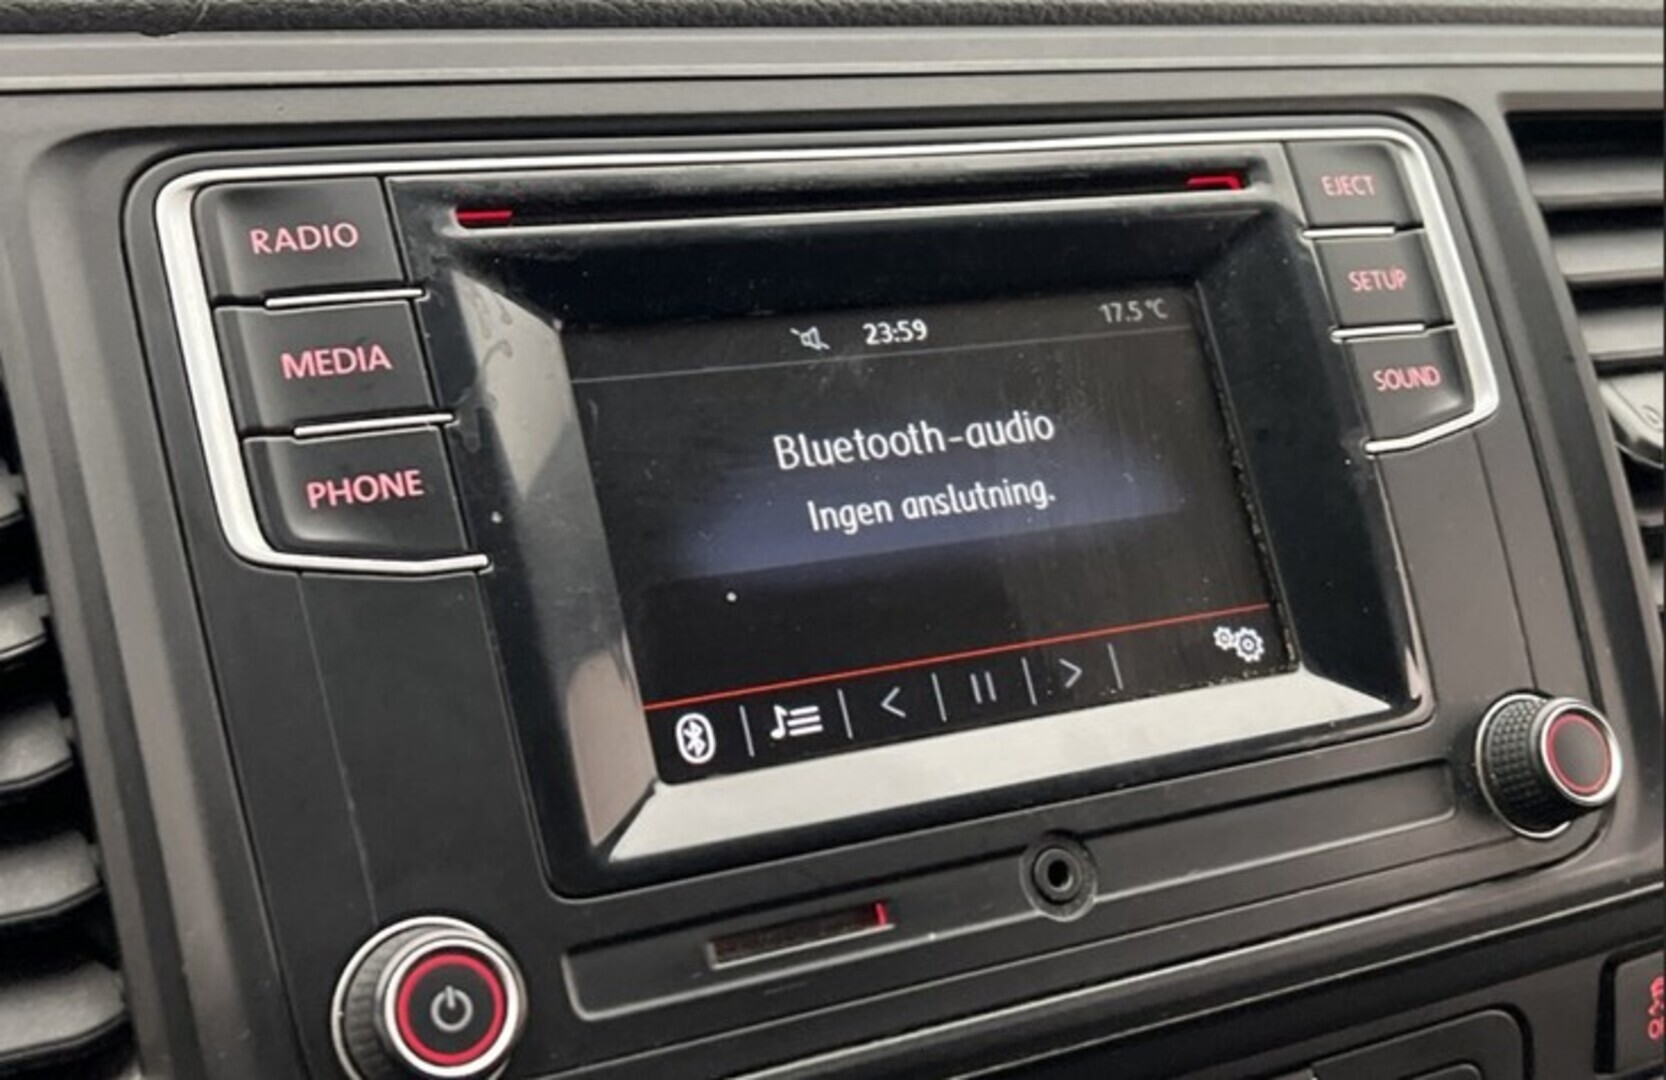 RADIO
MEDIA
PHONE
EJECT
SETUP
SOUND
23:59
17.5°C
Bluetooth-audio
Ingen anslutning.